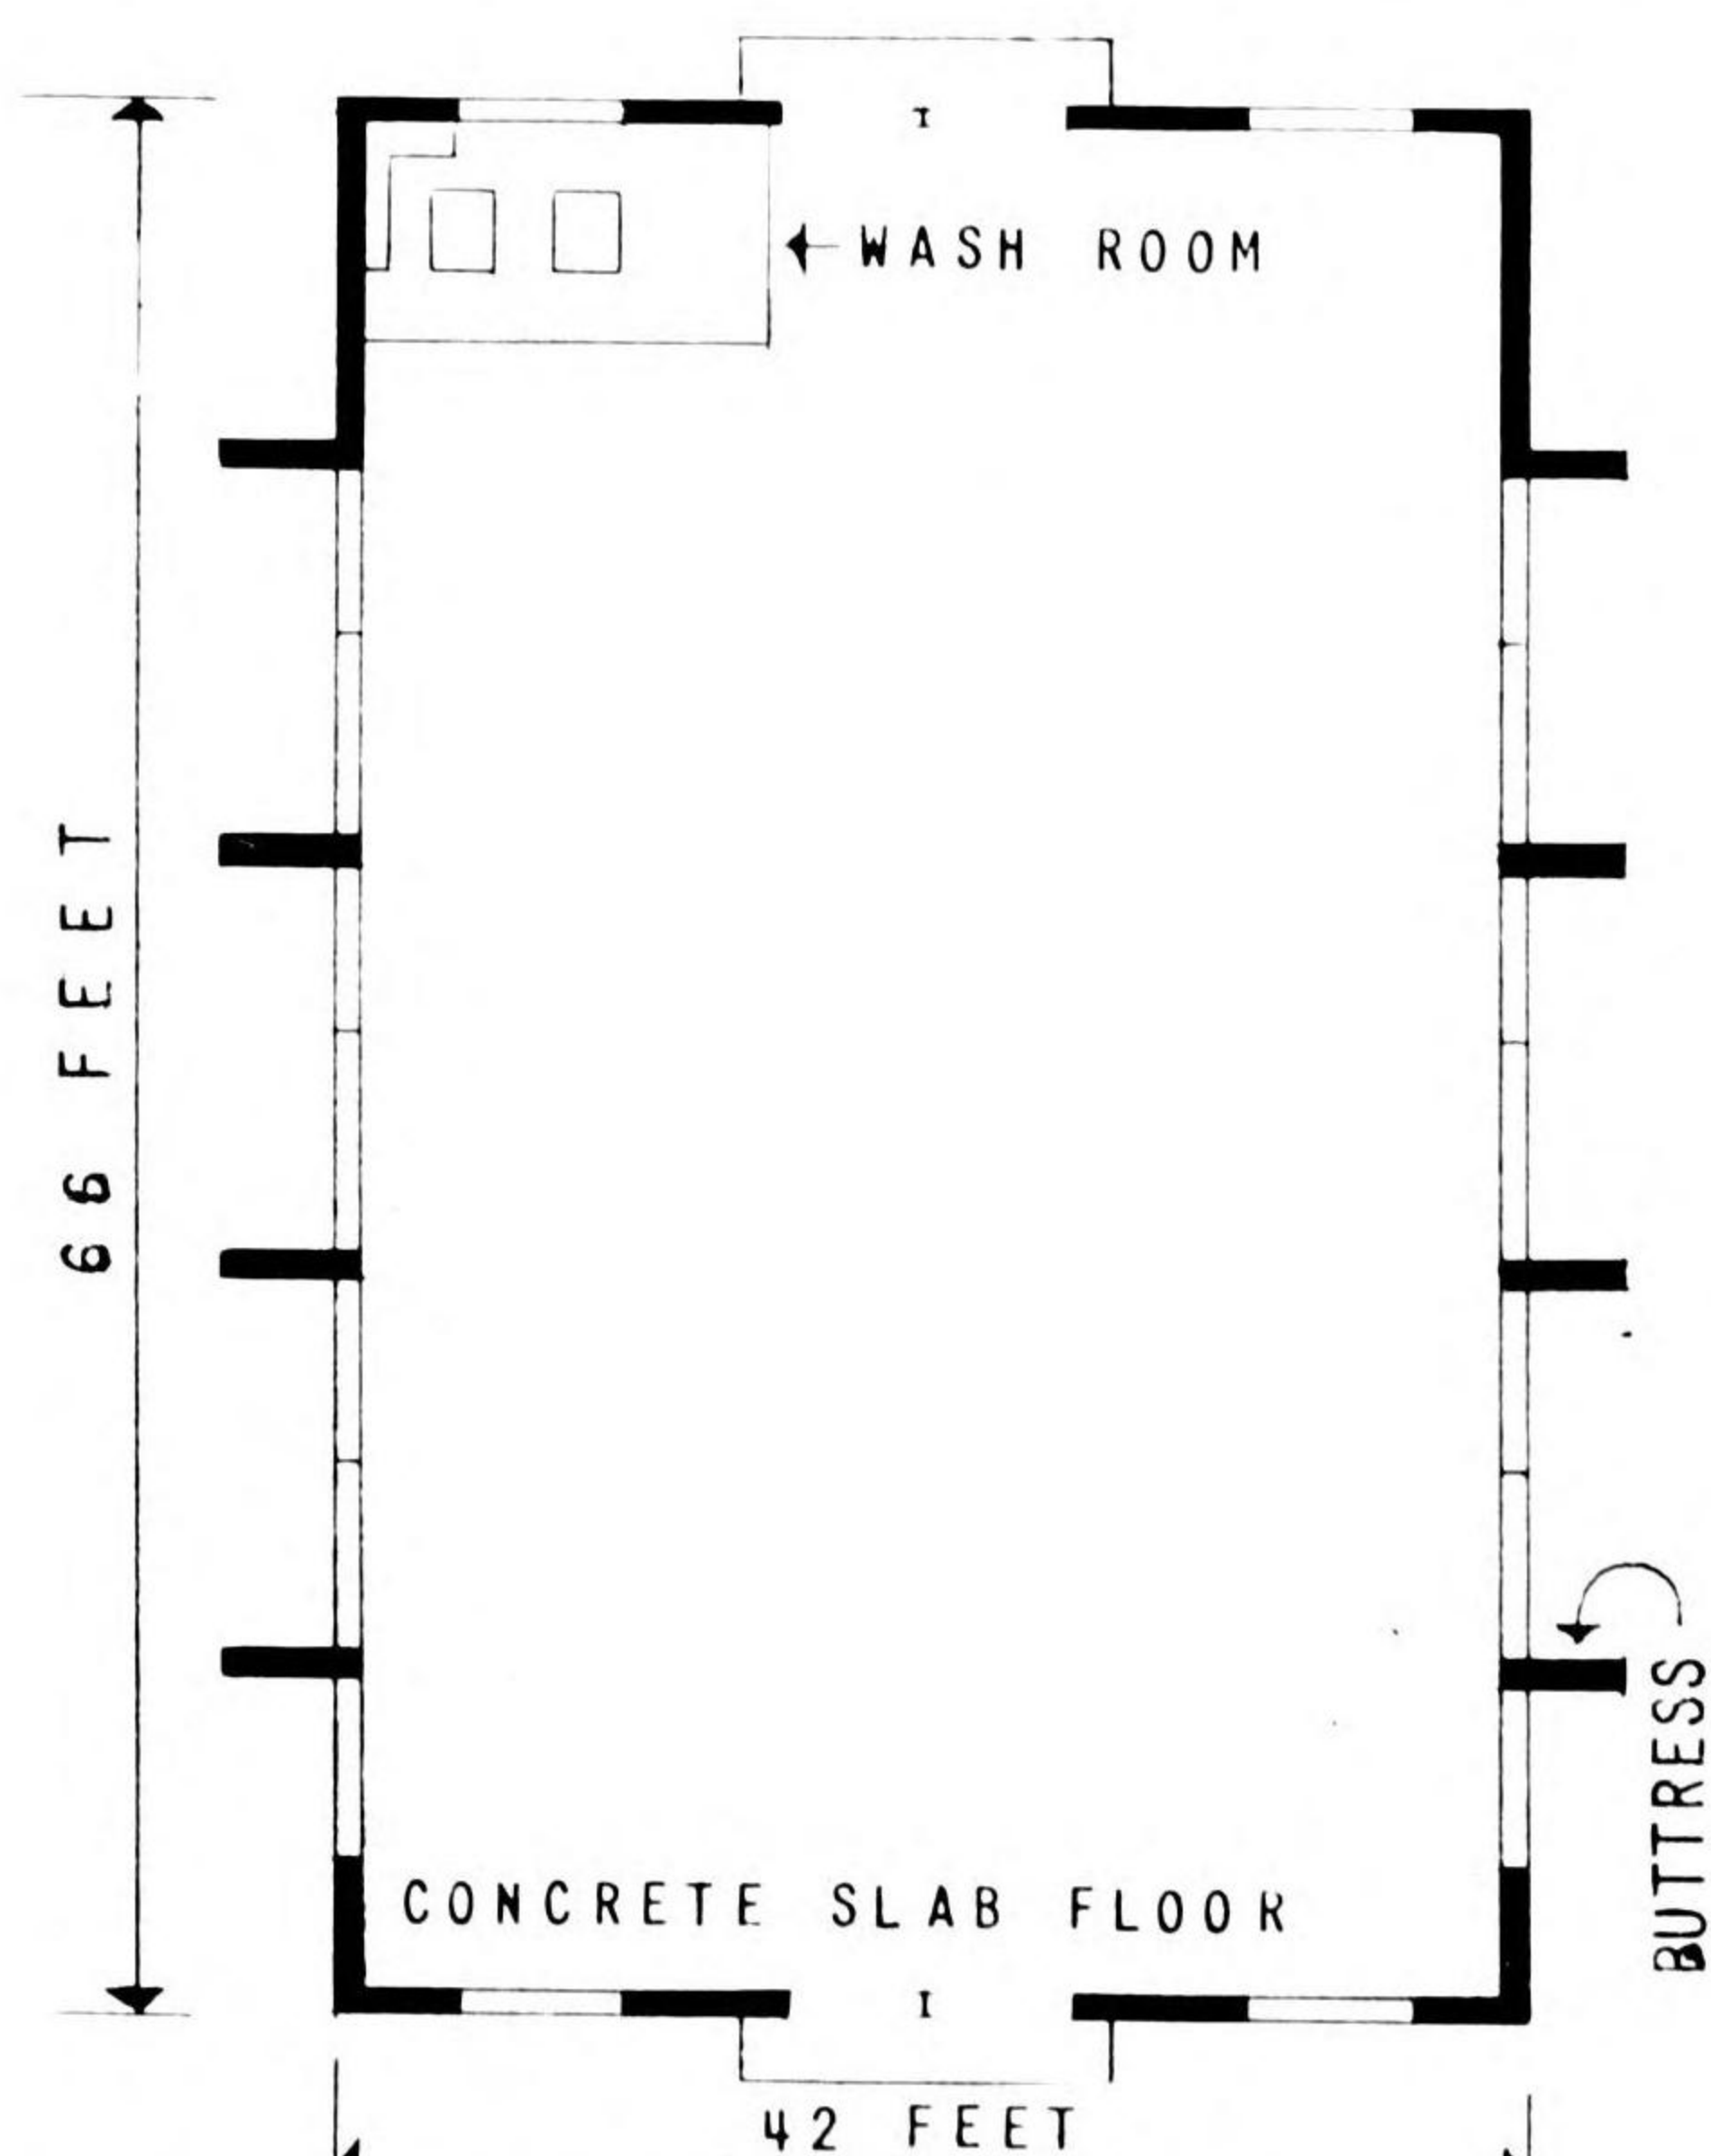 WASH ROOM
66 FEET
BUTTRESS
CONCRETE SLAB FLOOR
42 FEET